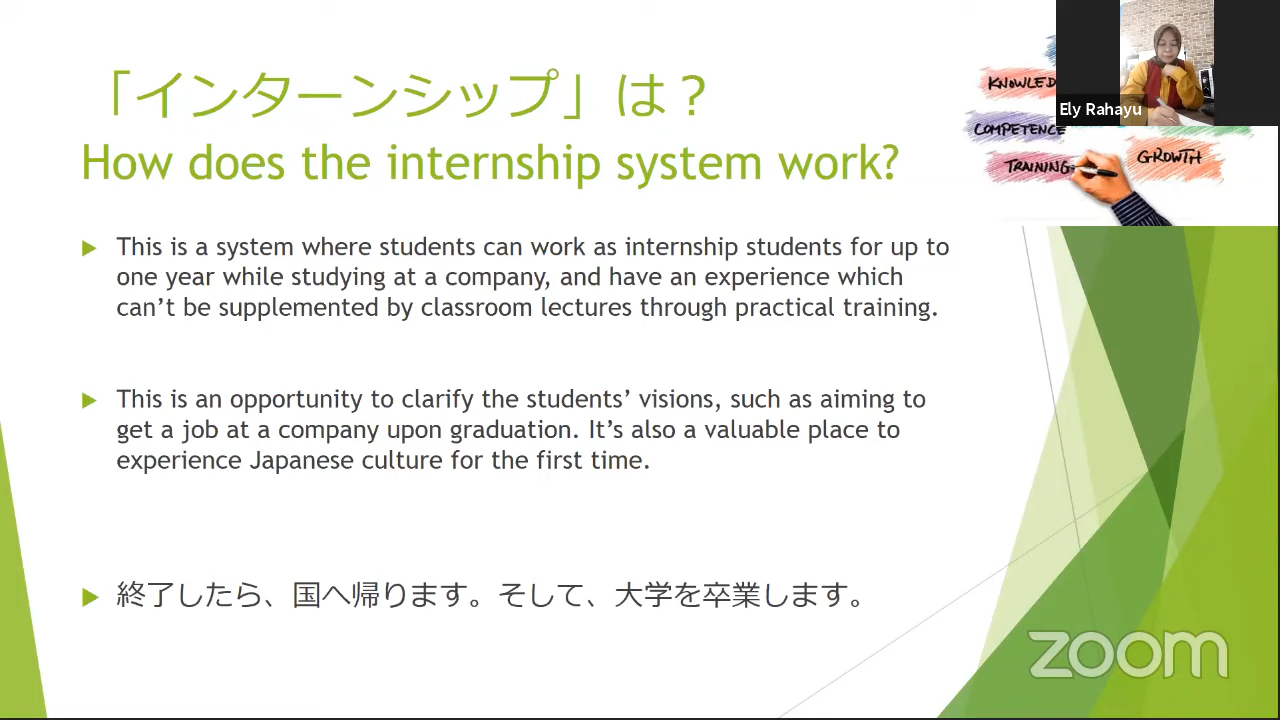 「インターンシップ」は？
How does the internship system work?
This is a system where students can work as internship students for up to
one year while studying at a company, and have an experience which
can’t be supplemented by classroom lectures through practical training.
This is an opportunity to clarify the students’ visions, such as aiming to
get a job at a company upon graduation. It’s also a valuable place to
experience Japanese culture for the first time.
終了したら、国へ帰ります。そして、大学を卒業します。
KNOWLED
COMPETENCE
TRAINING
GROWTH
Ely Rahayu
zoom